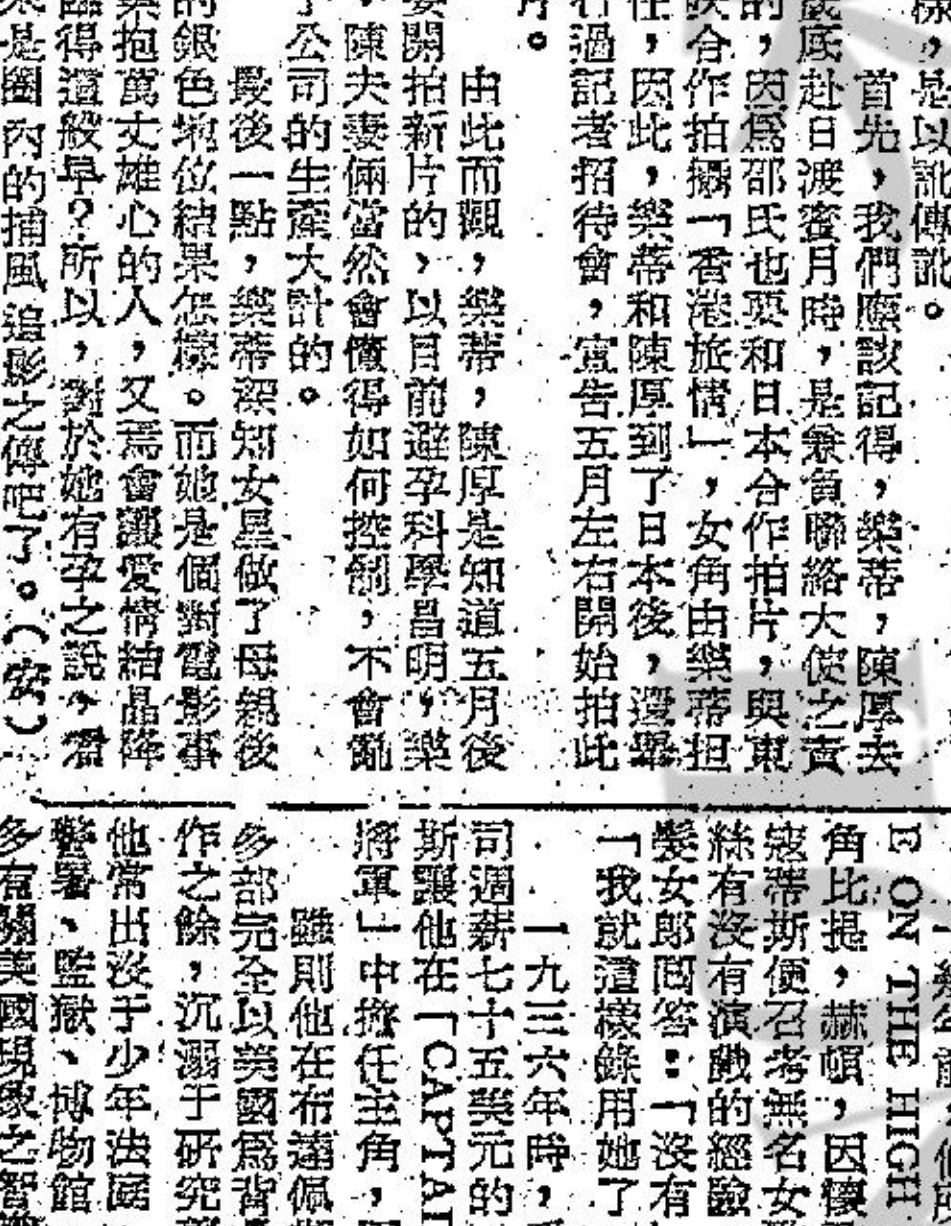 樣，是以訛傳訛。
首先，我們應該記得，樂蒂，陳厚去
底赴日渡蜜月時，是兼負聯絡大使之責
的，因爲邵氏也要和日本合作拍片，與東
合作拍攝「香港旅情」，女角由樂蒂担
任，因此，樂蒂和陳厚到了日本後，還舉
行過記者招待會，宣告五月左右開始拍此
片。
由此而觀，樂蒂，陳厚是知道五月後
要開拍新片的，以目前避孕科學昌明，樂
，陳夫妻倆當然會懂得如何控制，不會亂
了公司的生產大計的。
最後一點，樂蒂深知女星做了母親後
的銀色地位結果怎樣。而她是個對電影事
業抱萬丈雄心的人，又焉會讓愛情結晶降
臨得這般早？所以，對於她有孕之說，看
來是圈內的捕風追影之傳吧了。（安）
E ON THE HIGH
角比提，赫頓，因懷
寇蒂斯便召考無名女
絲有沒有演戲的經驗
髮女郎回答：「沒有
「我就這樣錄用她了
一九三六年時，
司週薪七十五美元的
斯讓他在「CAPTA
將軍」中擔任主角，
雖則他在布達佩
多部完全以美國爲背
作之餘，沉溺于研究
他常出沒于少年法庭
警署、監獄、博物館
多有關美國現象之智